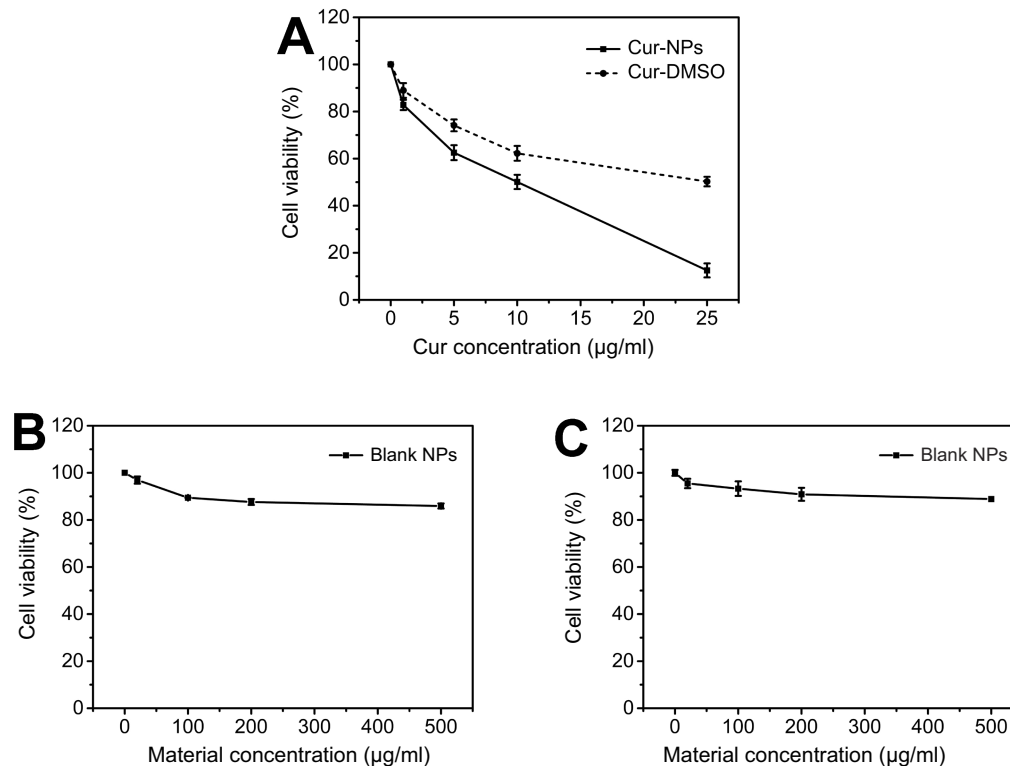 A
Cur-NPs
Cur-DMSO
Cell viability (%)
120
100
80
60
40
20
0
0 5 10 15 20 25
Cur concentration (µg/ml)
B
Blank NPs
Cell viability (%)
120
100
80
60
40
20
0
0 100 200 300 400 500
Material concentration (µg/ml)
C
Blank NPs
Cell viability (%)
120
100
80
60
40
20
0
0 100 200 300 400 500
Material concentration (µg/ml)